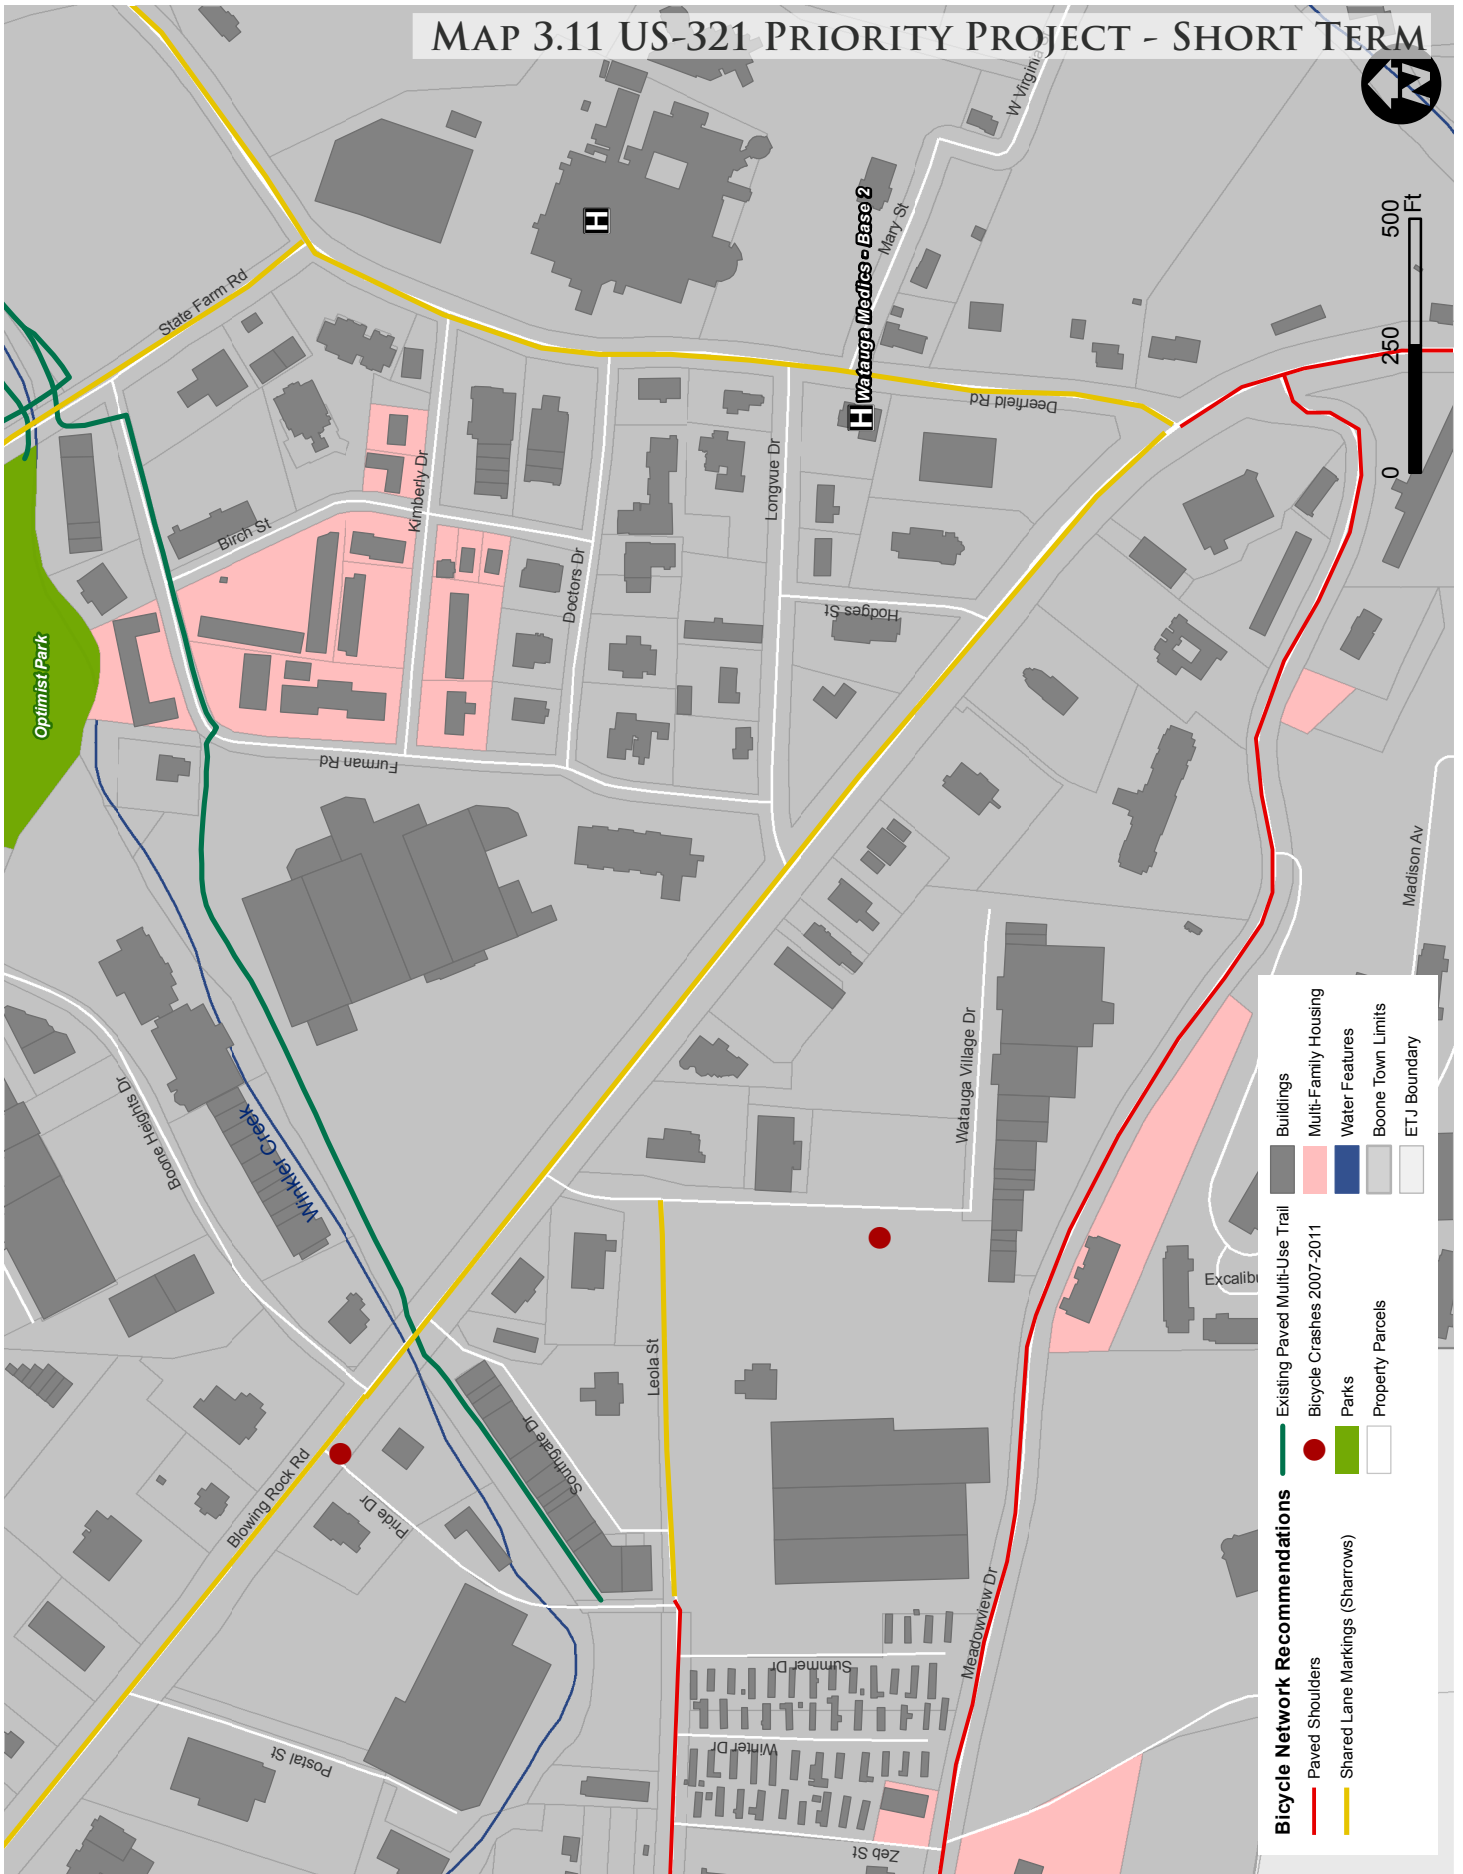 Map 3.11 US-321 Priority Project - Short Term
N
W Virginia
State Farm Rd
H
Watauga Medics - Base 2
H
Mary St
Deerfield Rd
Kimberly Dr
Birch St
Longvue Dr
Doctors Dr
Hodges St
Optimist Park
Furman Rd
Madison Av
Boone Heights Dr
Winkler Creek
Watauga Village Dr
Excalibu
Leola St
Southgate Dr
Blowing Rock Rd
Pride Dr
Meadowview Dr
Summer Dr
Winter Dr
Postal St
Zeb St
0 250 500
Ft
Bicycle Network Recommendations
Paved Shoulders
Shared Lane Markings (Sharrows)
Existing Paved Multi-Use Trail
Bicycle Crashes 2007-2011
Parks
Property Parcels
Buildings
Multi-Family Housing
Water Features
Boone Town Limits
ETJ Boundary